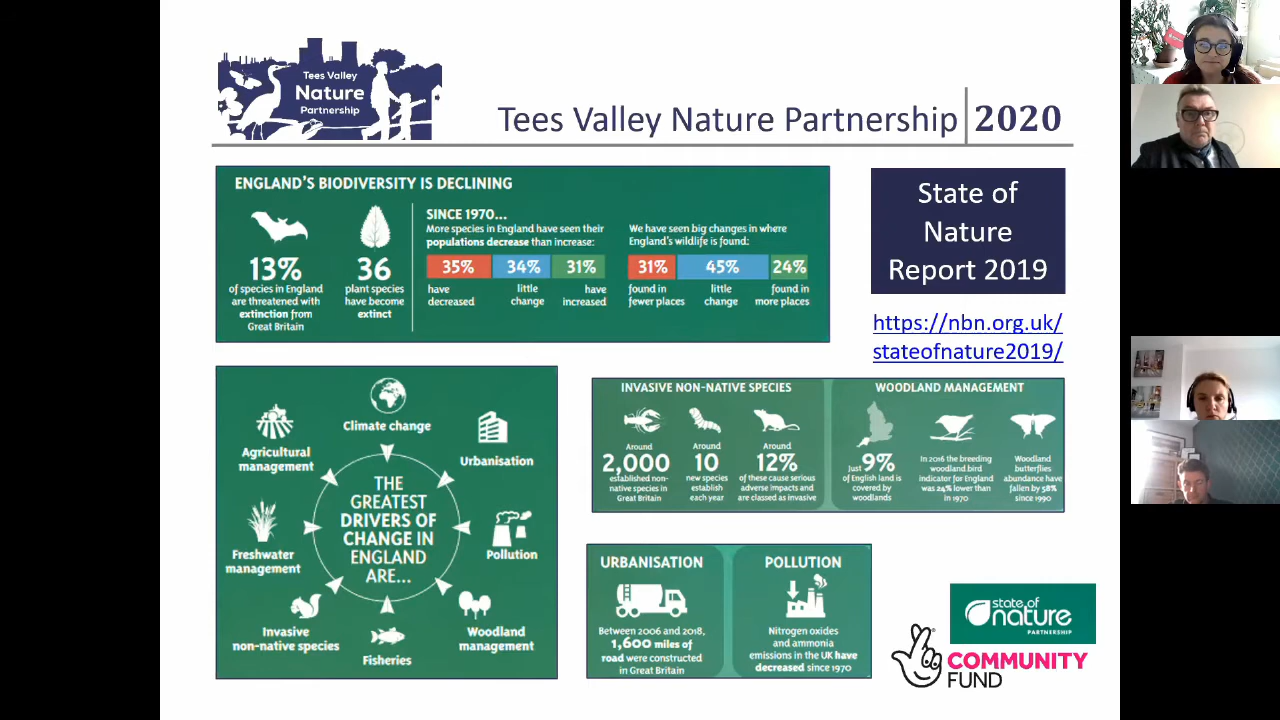 Tees Valley
Nature
Partnership
Tees Valley Nature Partnership 2020
ENGLAND'S BIODIVERSITY IS DECLINING
13%
of species in England
are threatened with
extinction from
Great Britain
36
plant species
have become
extinct
SINCE 1970...
More species in England have seen their
populations decrease than increase:
35% 34% 31%
have
decreased
little
change
have
increased
We have seen big changes in where
England's wildlife is found:
31% 45% 24%
found in
fewer places
little
change
found in
more places
State of
Nature
Report 2019
https://nbn.org.uk/
stateofnature2019/
THE
GREATEST
DRIVERS OF
CHANGE IN
ENGLAND
ARE...
Climate change
Urbanisation
Pollution
Woodland
management
Fisheries
Invasive
non-native species
Freshwater
management
Agricultural
management
INVASIVE NON-NATIVE SPECIES
Around
2,000
established non-
native species in
Great Britain
Around
10
new species
establish
each year
Around
12%
of these cause serious
adverse impacts and
are classed as invasive
WOODLAND MANAGEMENT
Just 9%
of English land is
covered by
woodlands
In 2016 the breeding
woodland bird
indicator for England
was 24% lower than
in 1970
Woodland
butterflies
abundance have
fallen by 58%
since 1990
URBANISATION
Between 2006 and 2018,
1,600 miles of
road were constructed
in Great Britain
POLLUTION
Nitrogen oxides
and ammonia
emissions in the UK have
decreased since 1970
state of
nature
PARTNERSHIP
COMMUNITY
FUND